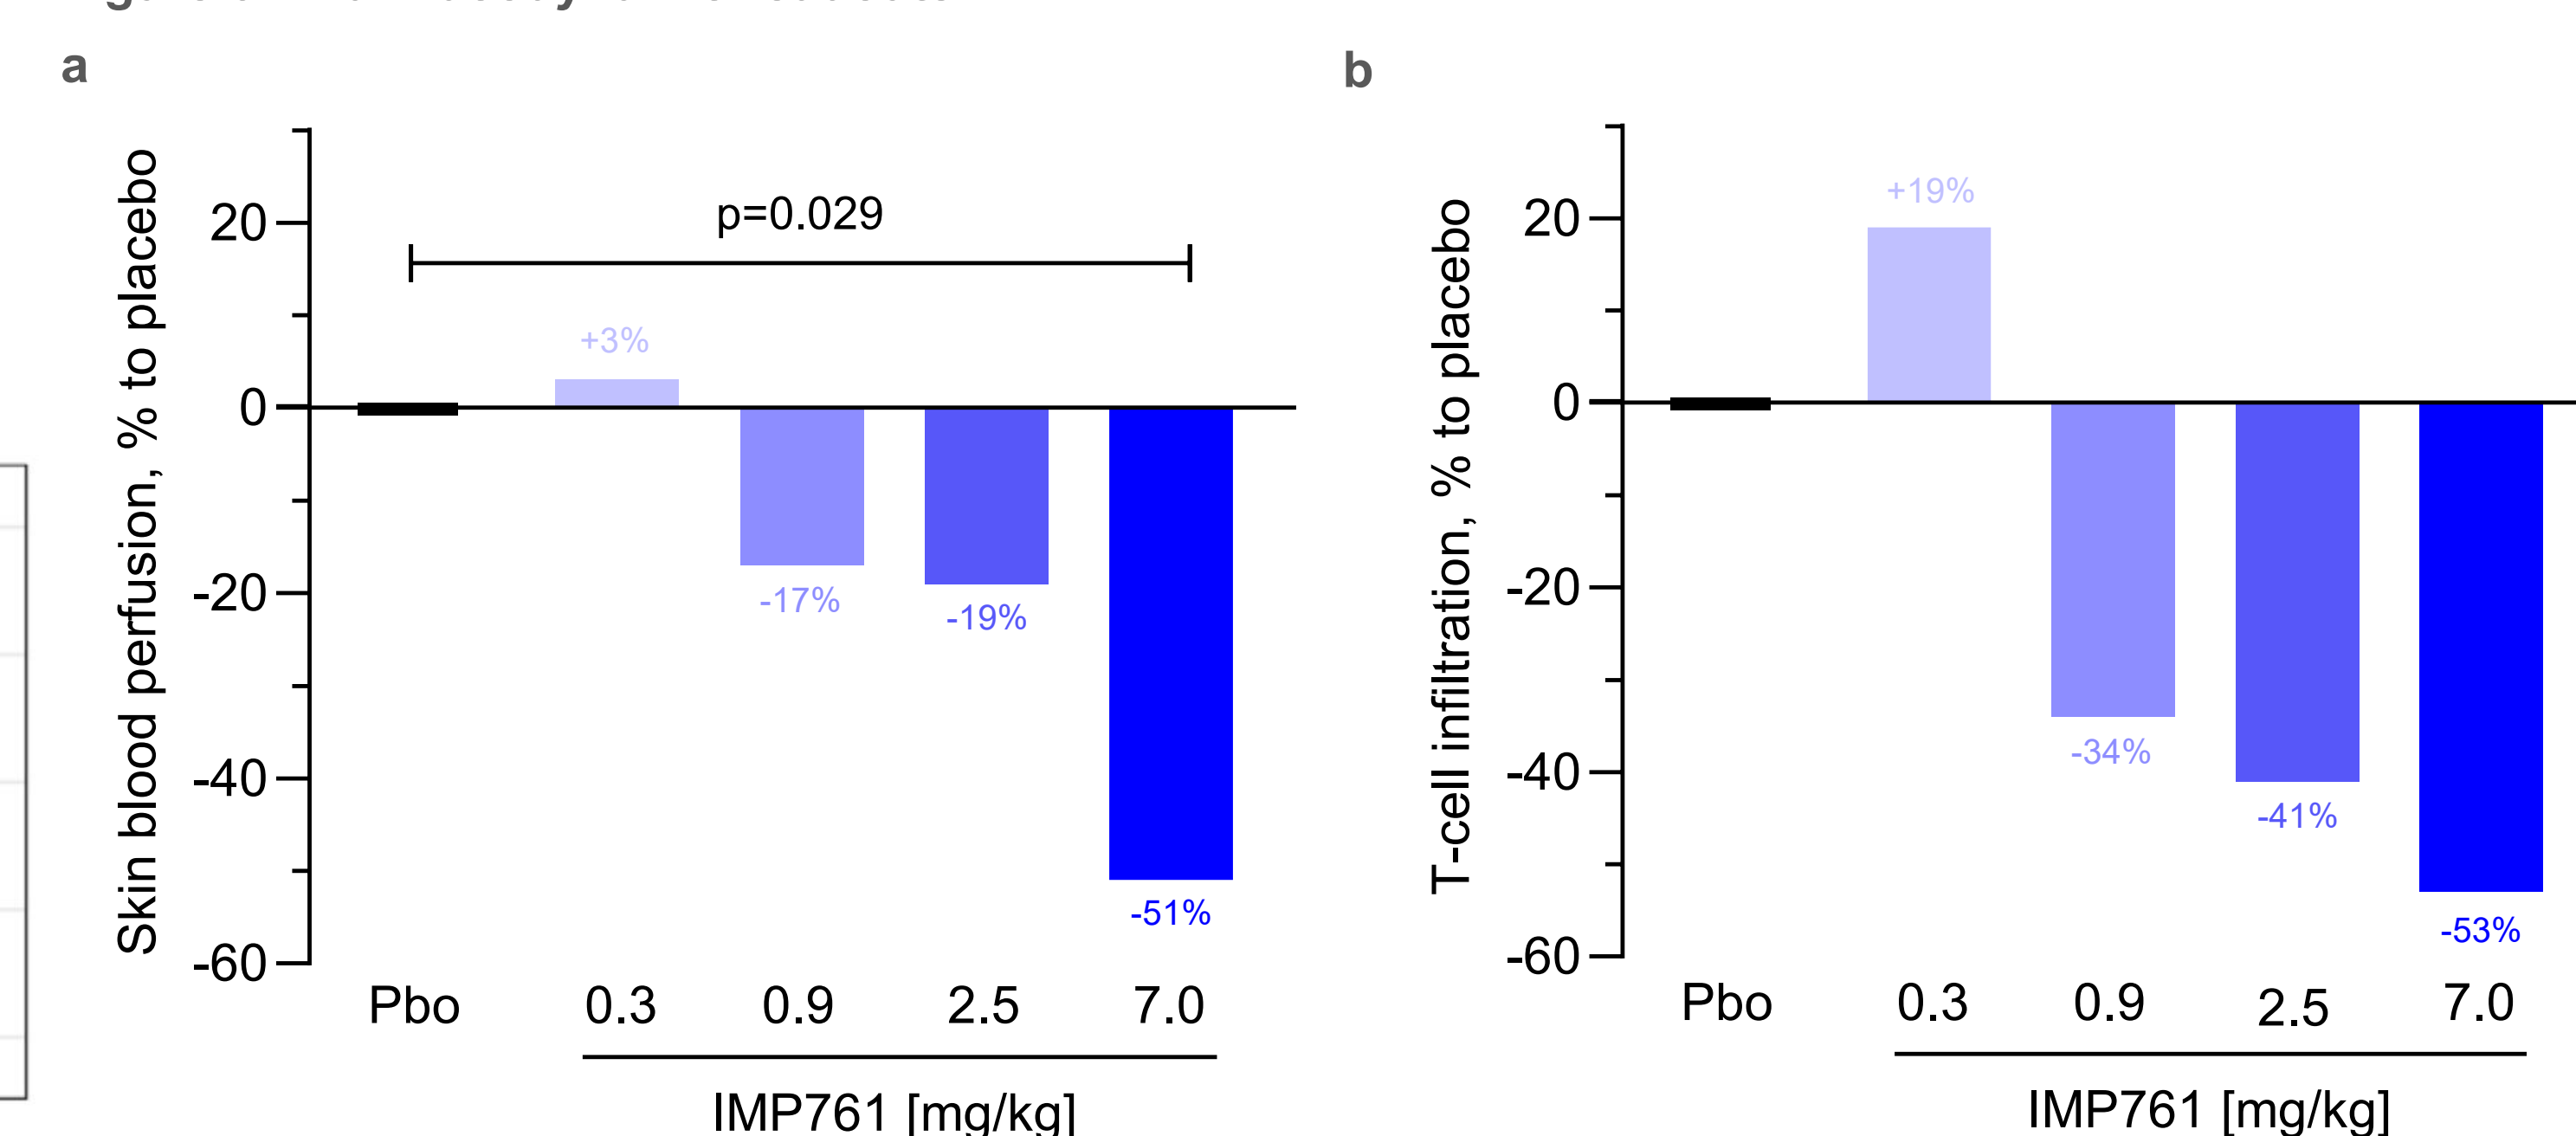 a
Skin blood perfusion, % to placebo
20
0
-20
-40
-60
p=0.029
+3%
-17%
-19%
-51%
Pbo 0.3 0.9 2.5 7.0
IMP761 [mg/kg]
b
T-cell infiltration, % to placebo
20
0
-20
-40
-60
+19%
-34%
-41%
-53%
Pbo 0.3 0.9 2.5 7.0
IMP761 [mg/kg]